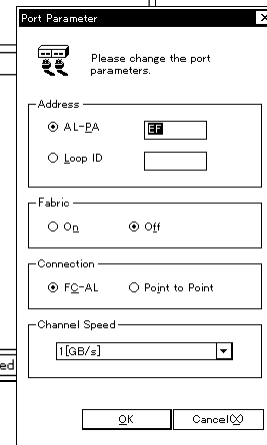 Port Parameter
Please change the port
parameters.
Address
AL-PA
EF
Loop ID
Fabric
On
Off
Connection
FC-AL
Point to Point
Channel Speed
1[GB/s]
ed
OK
Cancel(X)